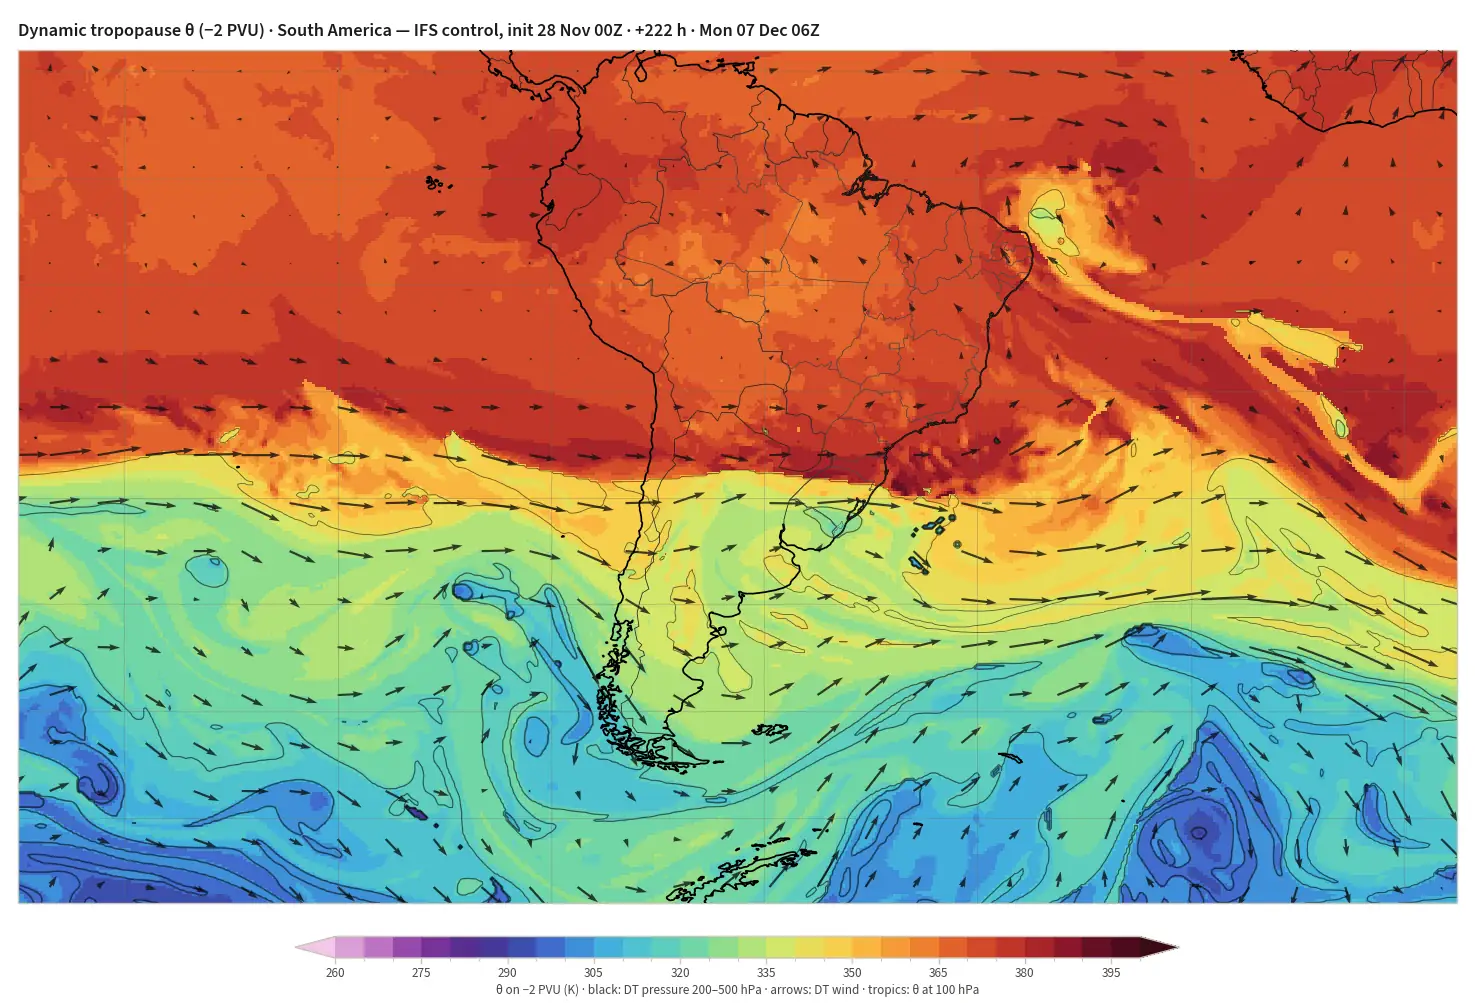 Dynamic tropopause θ (−2 PVU) · South America — IFS control, init 28 Nov 00Z · +222 h · Mon 07 Dec 06Z
260 275 290 305 320 335 350 365 380 395
θ on −2 PVU (K) · black: DT pressure 200–500 hPa · arrows: DT wind · tropics: θ at 100 hPa